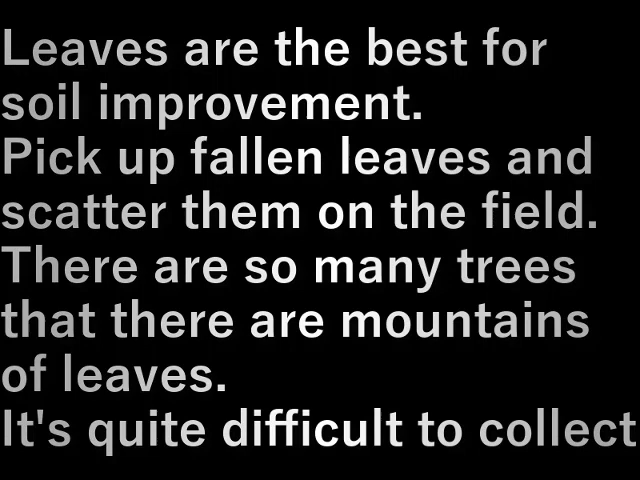 Leaves are the best for
soil improvement.
Pick up fallen leaves and
scatter them on the field.
There are so many trees
that there are mountains
of leaves.
It's quite difficult to collect